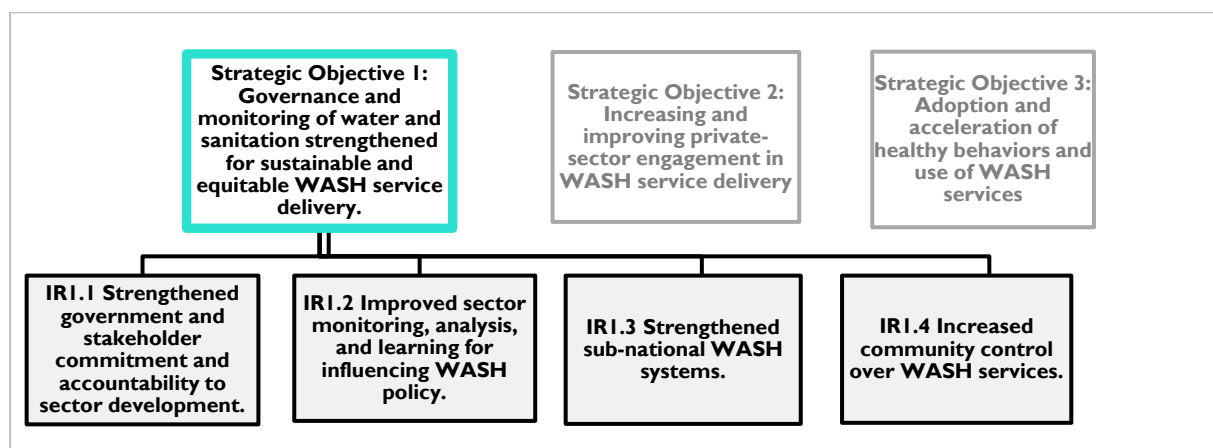 Strategic Objective 1:
Governance and
monitoring of water and
sanitation strengthened
for sustainable and
equitable WASH service
delivery.
Strategic Objective 2:
Increasing and
improving private-
sector engagement in
WASH service delivery
Strategic Objective 3:
Adoption and
acceleration of
healthy behaviors and
use of WASH
services
IR1.1 Strengthened
government and
stakeholder
commitment and
accountability to
sector development.
IR1.2 Improved sector
monitoring, analysis,
and learning for
influencing WASH
policy.
IR1.3 Strengthened
sub-national WASH
systems.
IR1.4 Increased
community control
over WASH services.